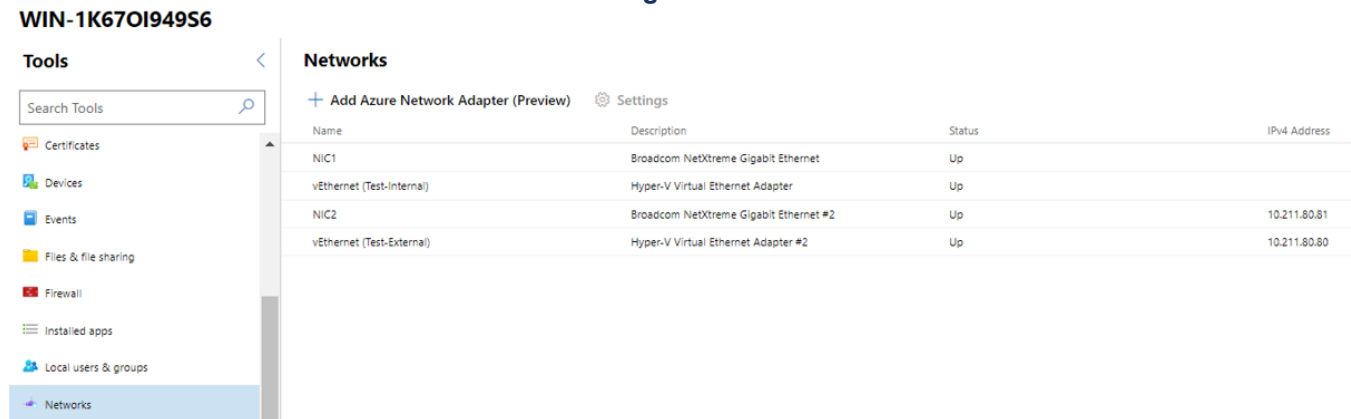 WIN-1K67OI949S6
Tools
Search Tools
Certificates
Devices
Events
Files & file sharing
Firewall
Installed apps
Local users & groups
Networks
Networks
Add Azure Network Adapter (Preview) Settings
Name Description Status IPv4 Address
NIC1 Broadcom NetXtreme Gigabit Ethernet Up
vEthernet (Test-Internal) Hyper-V Virtual Ethernet Adapter Up
NIC2 Broadcom NetXtreme Gigabit Ethernet #2 Up 10.211.80.81
vEthernet (Test-External) Hyper-V Virtual Ethernet Adapter #2 Up 10.211.80.80